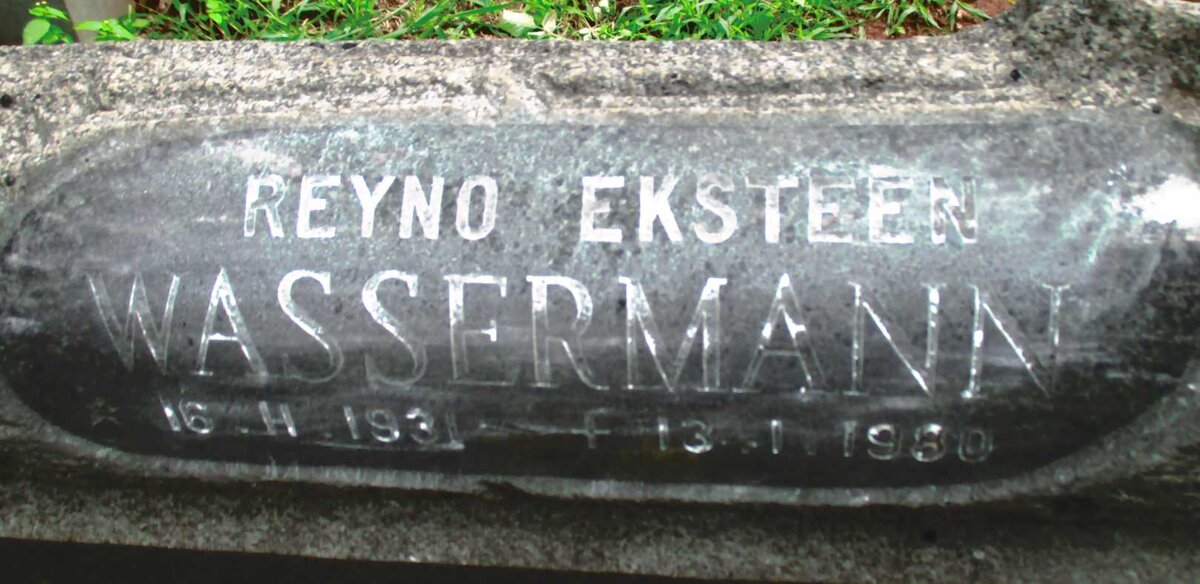 REYNO EKSTEEN
WASSERMANN
* 16.11.1931 † 13.1.1980